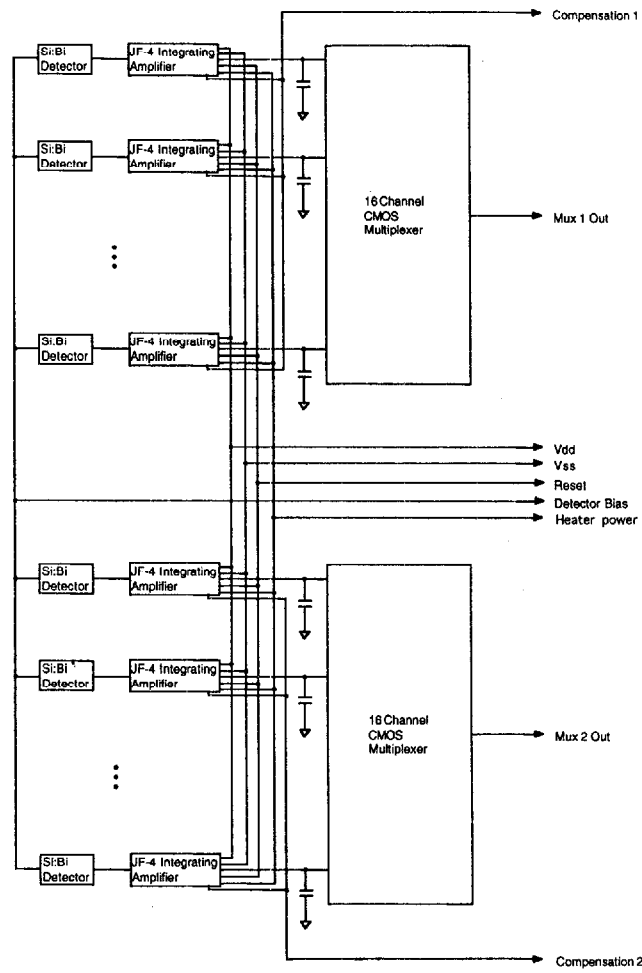 Compensation 1
Si:Bi
Detector
JF-4 Integrating
Amplifier
Si:Bi
Detector
JF-4 Integrating
Amplifier
16 Channel
CMOS
Multiplexer
Mux 1 Out
Si:Bi
Detector
JF-4 Integrating
Amplifier
Vdd
Vss
Reset
Detector Bias
Heater power
Si:Bi
Detector
JF-4 Integrating
Amplifier
Si:Bi
Detector
JF-4 Integrating
Amplifier
16 Channel
CMOS
Multiplexer
Mux 2 Out
Si:Bi
Detector
JF-4 Integrating
Amplifier
Compensation 2